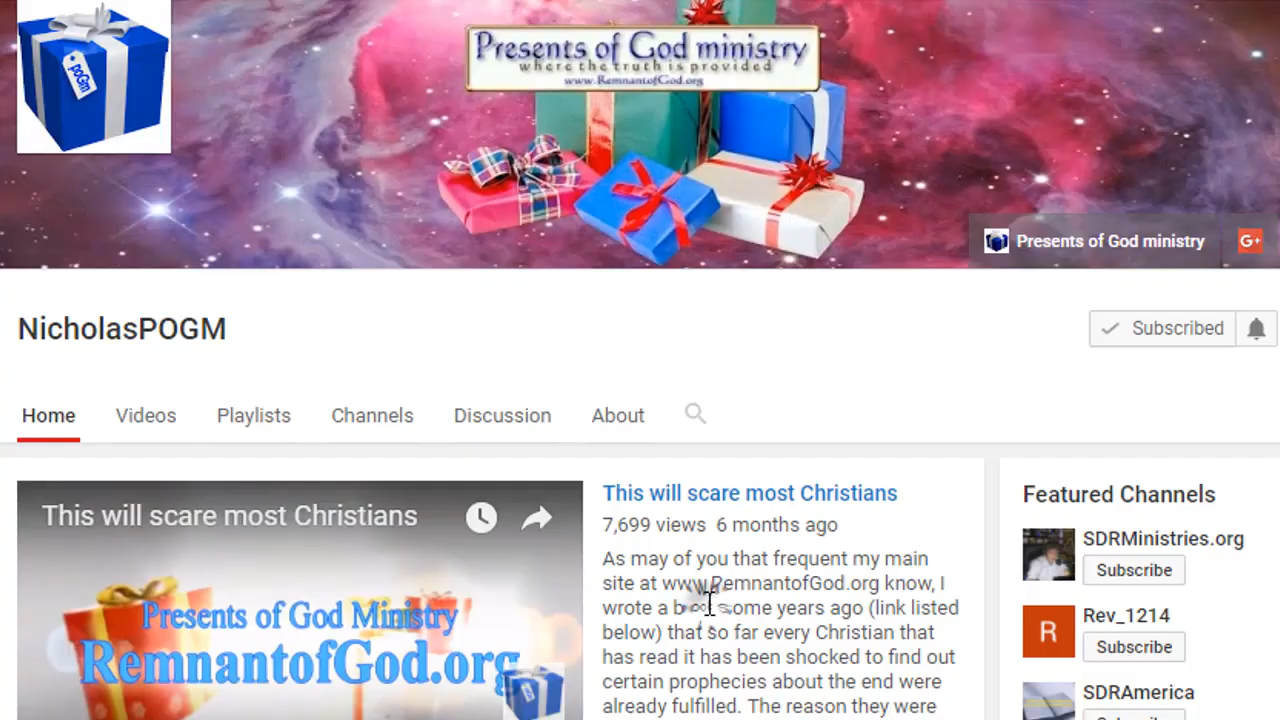 poGm
Presents of God ministry
where the truth is provided
www.RemnantofGod.org
Presents of God ministry
G+
NicholasPOGM
Subscribed
Home Videos Playlists Channels Discussion About
This will scare most Christians
Presents of God Ministry
RemnantofGod.org
This will scare most Christians
7,699 views 6 months ago
As may of you that frequent my main
site at www.RemnantofGod.org know, I
wrote a some years ago (link listed
below) that so far every Christian that
has read it has been shocked to find out
certain prophecies about the end were
already fulfilled. The reason they were
Featured Channels
SDRMinistries.org
Subscribe
R
Rev_1214
Subscribe
SDRAmerica